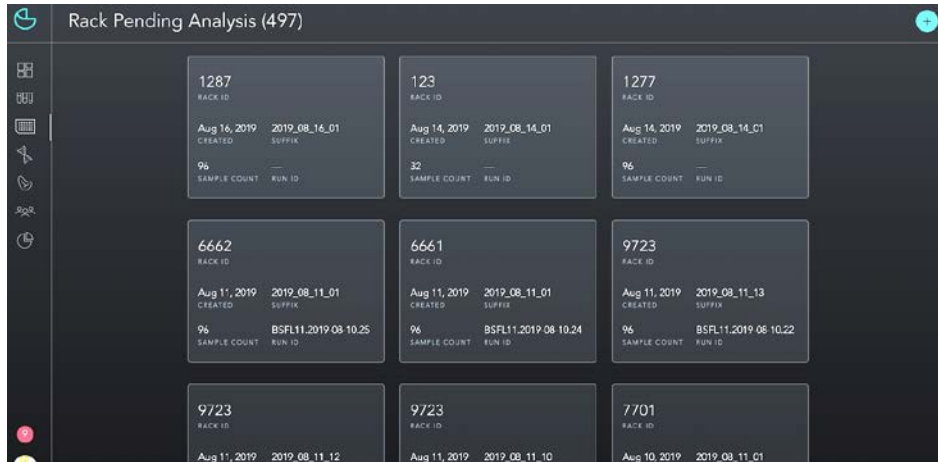 Rack Pending Analysis (497)
+
1287
RACK ID
Aug 16, 2019 2019_08_16_01
CREATED SUFFIX
96 —
SAMPLE COUNT RUN ID
123
RACK ID
Aug 14, 2019 2019_08_14_01
CREATED SUFFIX
32 —
SAMPLE COUNT RUN ID
1277
RACK ID
Aug 14, 2019 2019_08_14_01
CREATED SUFFIX
96 —
SAMPLE COUNT RUN ID
6662
RACK ID
Aug 11, 2019 2019_08_11_01
CREATED SUFFIX
96 BSFL11.2019-08-10.25
SAMPLE COUNT RUN ID
6661
RACK ID
Aug 11, 2019 2019_08_11_01
CREATED SUFFIX
96 BSFL11.2019-08-10.24
SAMPLE COUNT RUN ID
9723
RACK ID
Aug 11, 2019 2019_08_11_13
CREATED SUFFIX
96 BSFL11.2019-08-10.22
SAMPLE COUNT RUN ID
9723
RACK ID
Aug 11, 2019 2019_08_11_12
9723
RACK ID
Aug 11, 2019 2019_08_11_10
7701
RACK ID
Aug 10, 2019 2019_08_11_01